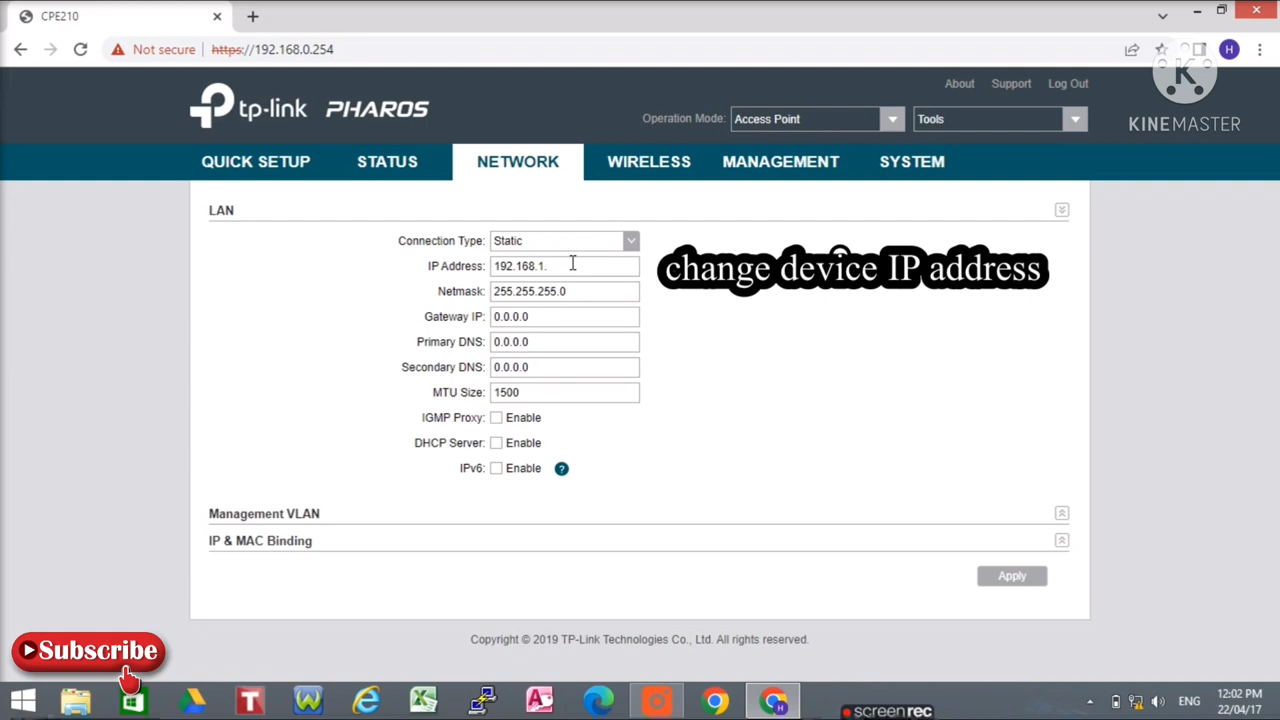 CPE210
Not secure https://192.168.0.254
H
K
KINEMASTER
tp-link PHAROS
About Support Log Out
Operation Mode: Access Point Tools
QUICK SETUP STATUS NETWORK WIRELESS MANAGEMENT SYSTEM
LAN
Connection Type: Static
IP Address: 192.168.1.
change device IP address
Netmask: 255.255.255.0
Gateway IP: 0.0.0.0
Primary DNS: 0.0.0.0
Secondary DNS: 0.0.0.0
MTU Size: 1500
IGMP Proxy: Enable
DHCP Server: Enable
IPv6: Enable ?
Management VLAN
IP & MAC Binding
Apply
Copyright © 2019 TP-Link Technologies Co., Ltd. All rights reserved.
Subscribe
ENG
12:02 PM
22/04/17
screen rec